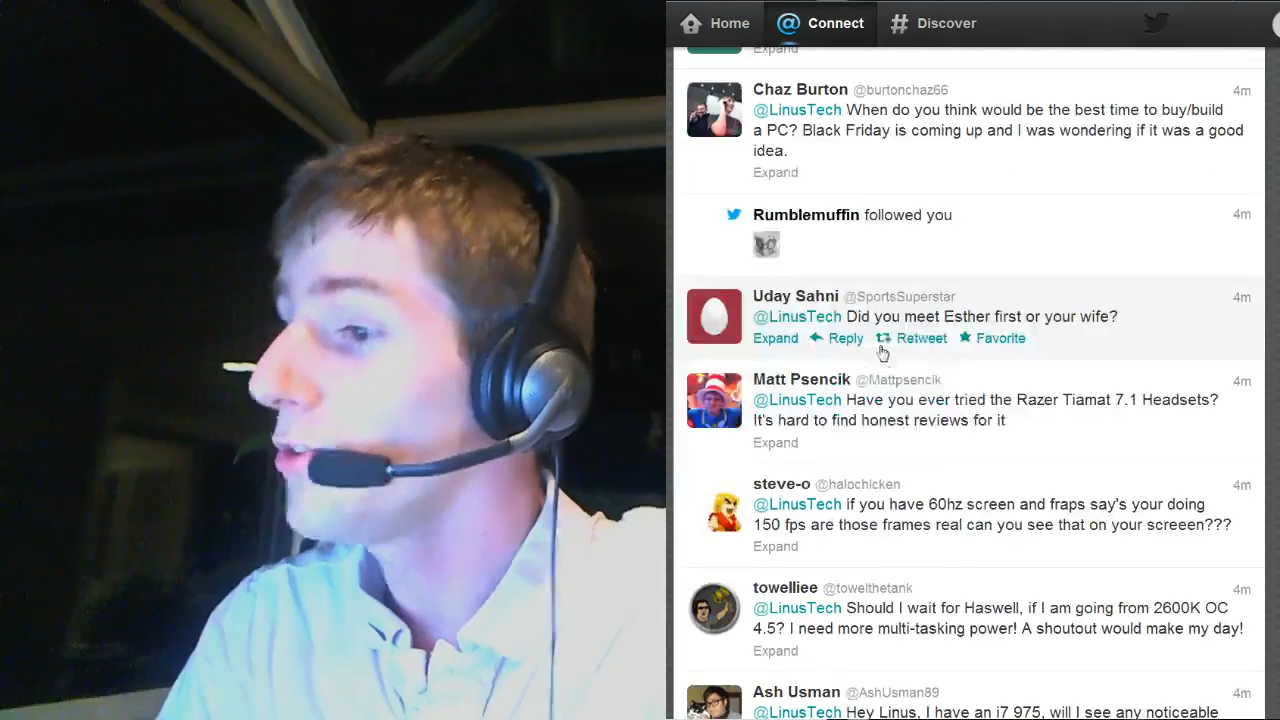 Home @ Connect # Discover
Expand
Chaz Burton @burtonchaz66 4m
@LinusTech When do you think would be the best time to buy/build
a PC? Black Friday is coming up and I was wondering if it was a good
idea.
Expand
Rumblemuffin followed you 4m
Uday Sahni @SportsSuperstar 4m
@LinusTech Did you meet Esther first or your wife?
Expand Reply Retweet Favorite
Matt Psencik @Mattpsencik 4m
@LinusTech Have you ever tried the Razer Tiamat 7.1 Headsets?
It's hard to find honest reviews for it
Expand
steve-o @halochicken 4m
@LinusTech if you have 60hz screen and fraps say's your doing
150 fps are those frames real can you see that on your screeen???
Expand
towelliee @towelthetank 4m
@LinusTech Should I wait for Haswell, if I am going from 2600K OC
4.5? I need more multi-tasking power! A shoutout would make my day!
Expand
Ash Usman @AshUsman89 4m
@LinusTech Hey Linus, I have an i7 975, will I see any noticeable